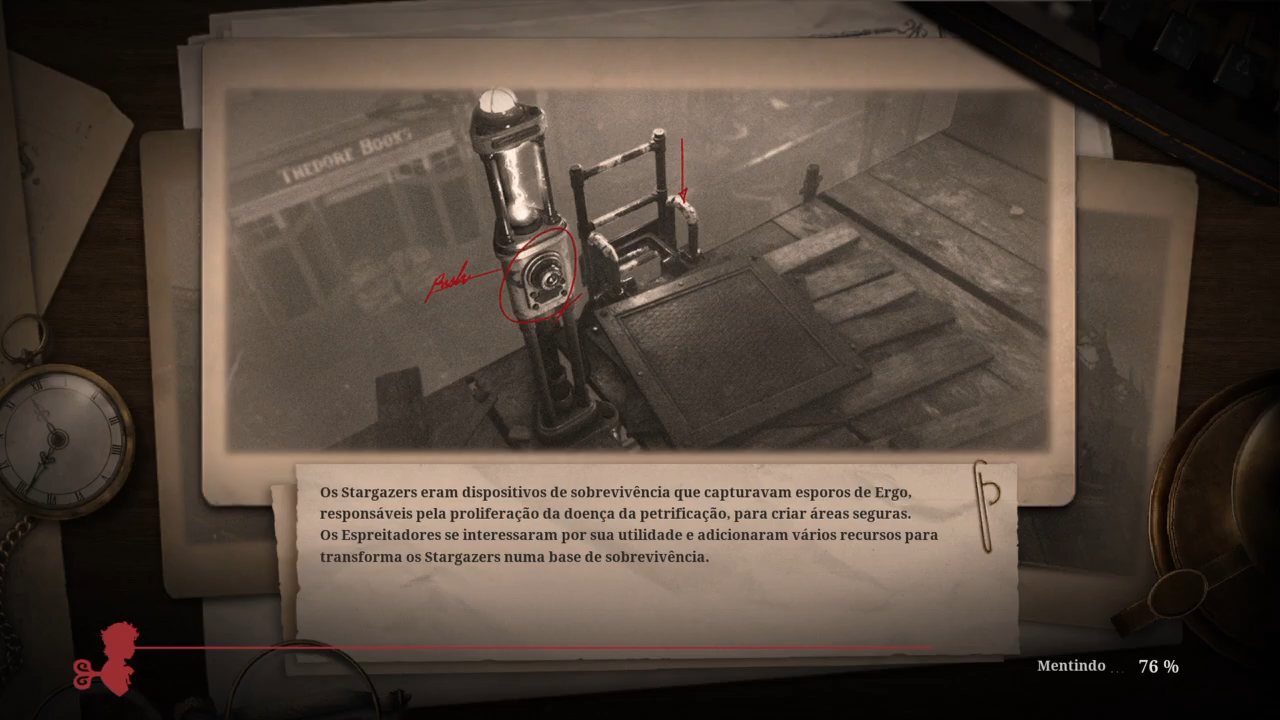 THEDORE BOOKS
Push
Os Stargazers eram dispositivos de sobrevivência que capturavam esporos de Ergo,
responsáveis pela proliferação da doença da petrificação, para criar áreas seguras.
Os Espreitadores se interessaram por sua utilidade e adicionaram vários recursos para
transforma os Stargazers numa base de sobrevivência.
Mentindo ... 76 %